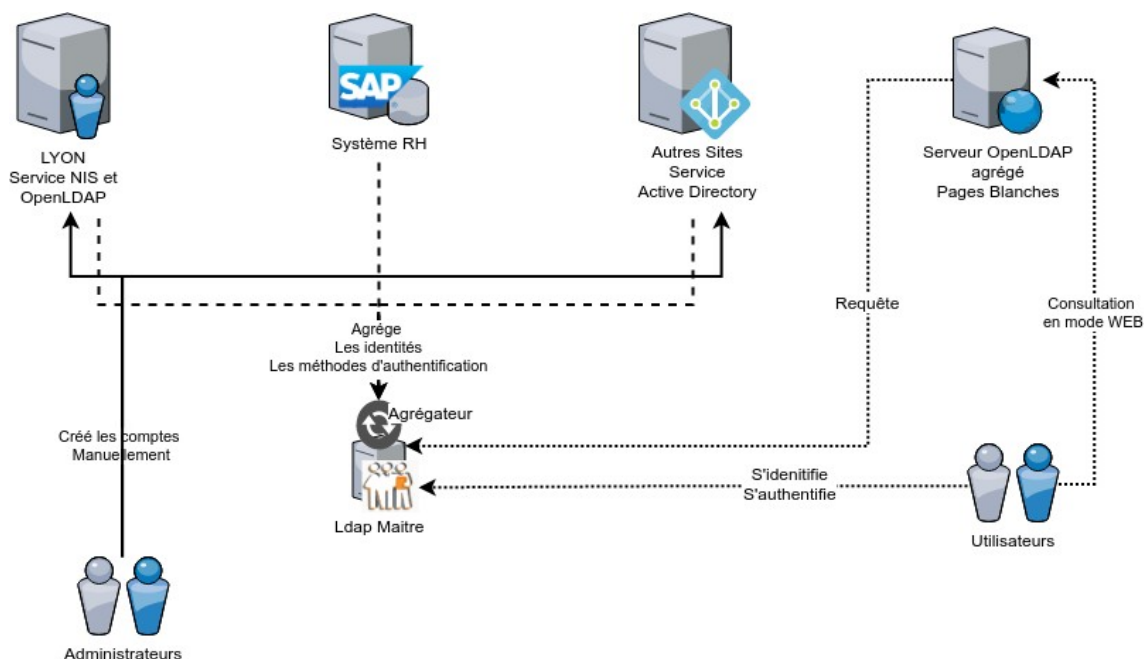 SAP
LYON
Service NIS et
OpenLDAP
Système RH
Autres Sites
Service
Active Directory
Serveur OpenLDAP
agrégé
Pages Blanches
Requête
Consultation
en mode WEB
Agrège
Les identités
Les méthodes d'authentification
Agrégateur
Créé les comptes
Manuellement
S'idenitifie
S'authentifie
Ldap Maitre
Utilisateurs
Administrateurs